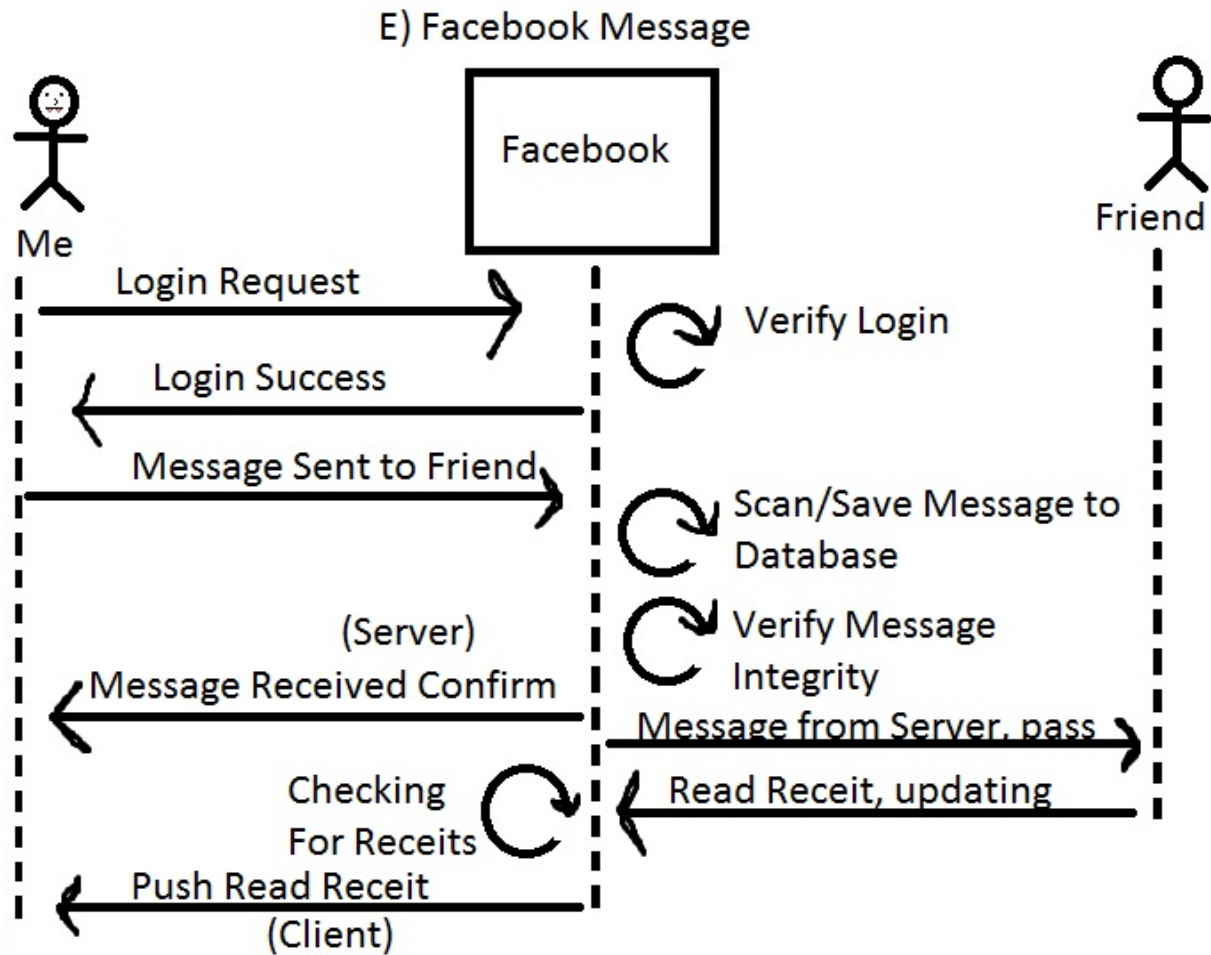 E) Facebook Message
Facebook
Me
Friend
Login Request
Verify Login
Login Success
Message Sent to Friend
Scan/Save Message to
Database
Verify Message
Integrity
(Server)
Message Received Confirm
Message from Server, pass
Read Receit, updating
Checking
For Receits
Push Read Receit
(Client)